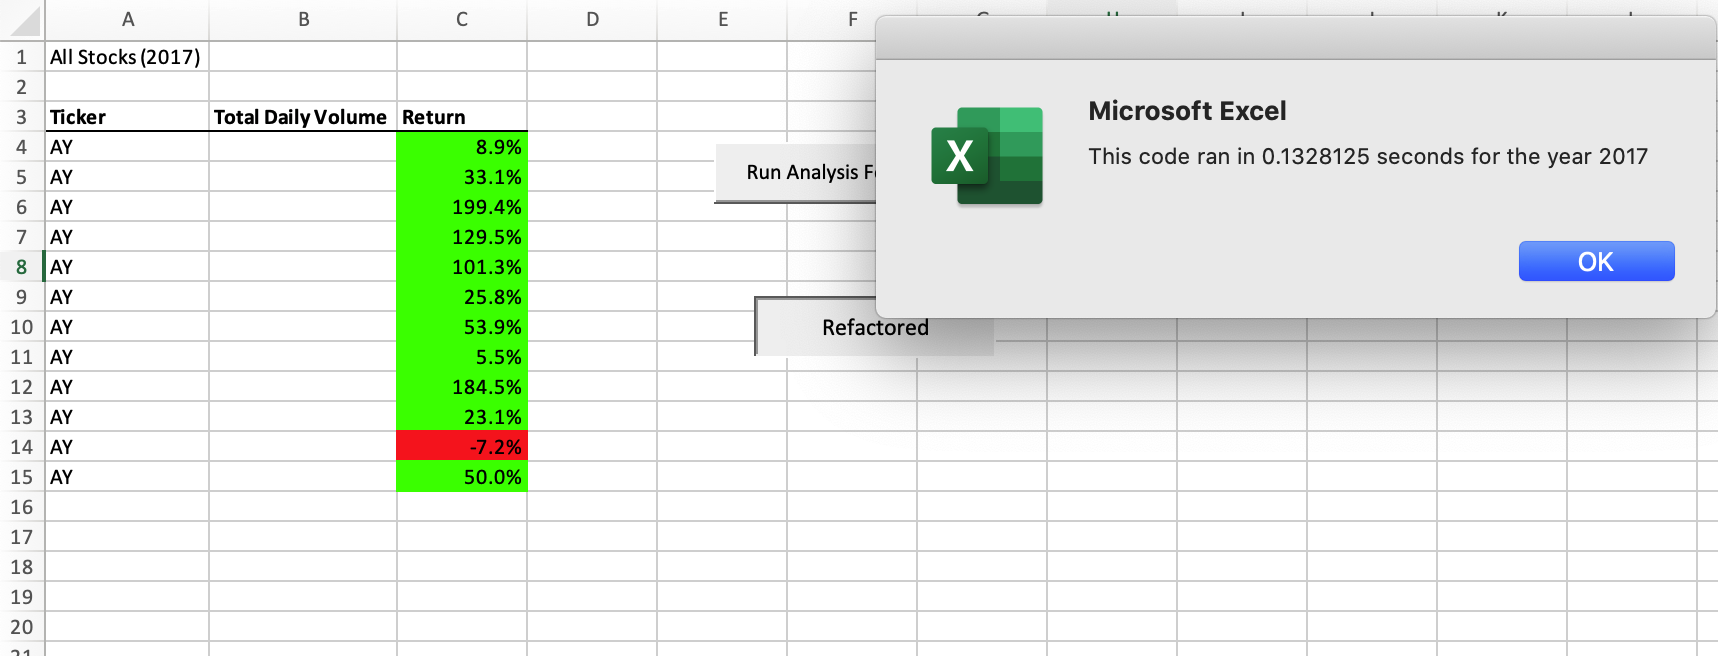 A B C D E F
1 All Stocks (2017)
2
3 Ticker Total Daily Volume Return
4 AY 8.9%
5 AY 33.1%
6 AY 199.4%
7 AY 129.5%
8 AY 101.3%
9 AY 25.8%
10 AY 53.9%
11 AY 5.5%
12 AY 184.5%
13 AY 23.1%
14 AY -7.2%
15 AY 50.0%
16
17
18
19
20
21
Run Analysis
Refactored
X
Microsoft Excel
This code ran in 0.1328125 seconds for the year 2017
OK